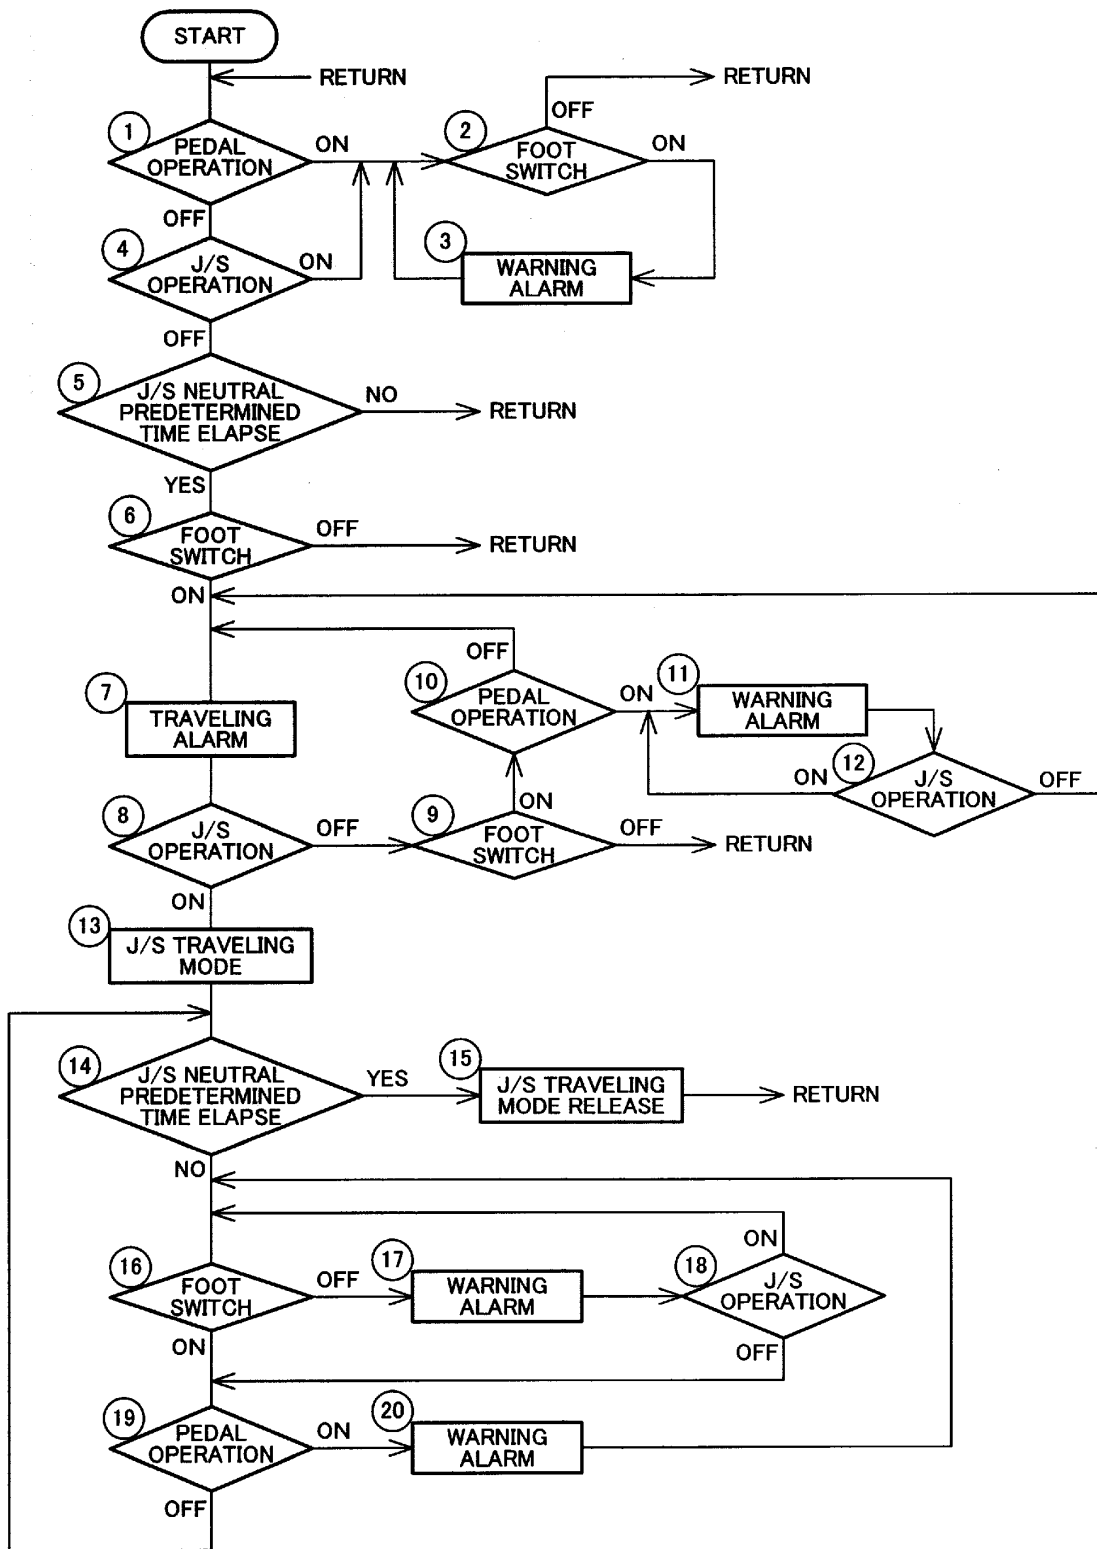 START
RETURN
RETURN
OFF
1
PEDAL
OPERATION
ON
2
FOOT
SWITCH
ON
OFF
4
J/S
OPERATION
ON
3
WARNING
ALARM
OFF
5
J/S NEUTRAL
PREDETERMINED
TIME ELAPSE
NO
RETURN
YES
6
FOOT
SWITCH
OFF
RETURN
ON
7
TRAVELING
ALARM
OFF
10
PEDAL
OPERATION
ON
11
WARNING
ALARM
12
J/S
OPERATION
ON
OFF
8
J/S
OPERATION
OFF
ON
9
FOOT
SWITCH
OFF
RETURN
ON
13
J/S TRAVELING
MODE
14
J/S NEUTRAL
PREDETERMINED
TIME ELAPSE
YES
15
J/S TRAVELING
MODE RELEASE
RETURN
NO
16
FOOT
SWITCH
OFF
17
WARNING
ALARM
18
ON
J/S
OPERATION
OFF
ON
19
PEDAL
OPERATION
ON
20
WARNING
ALARM
OFF